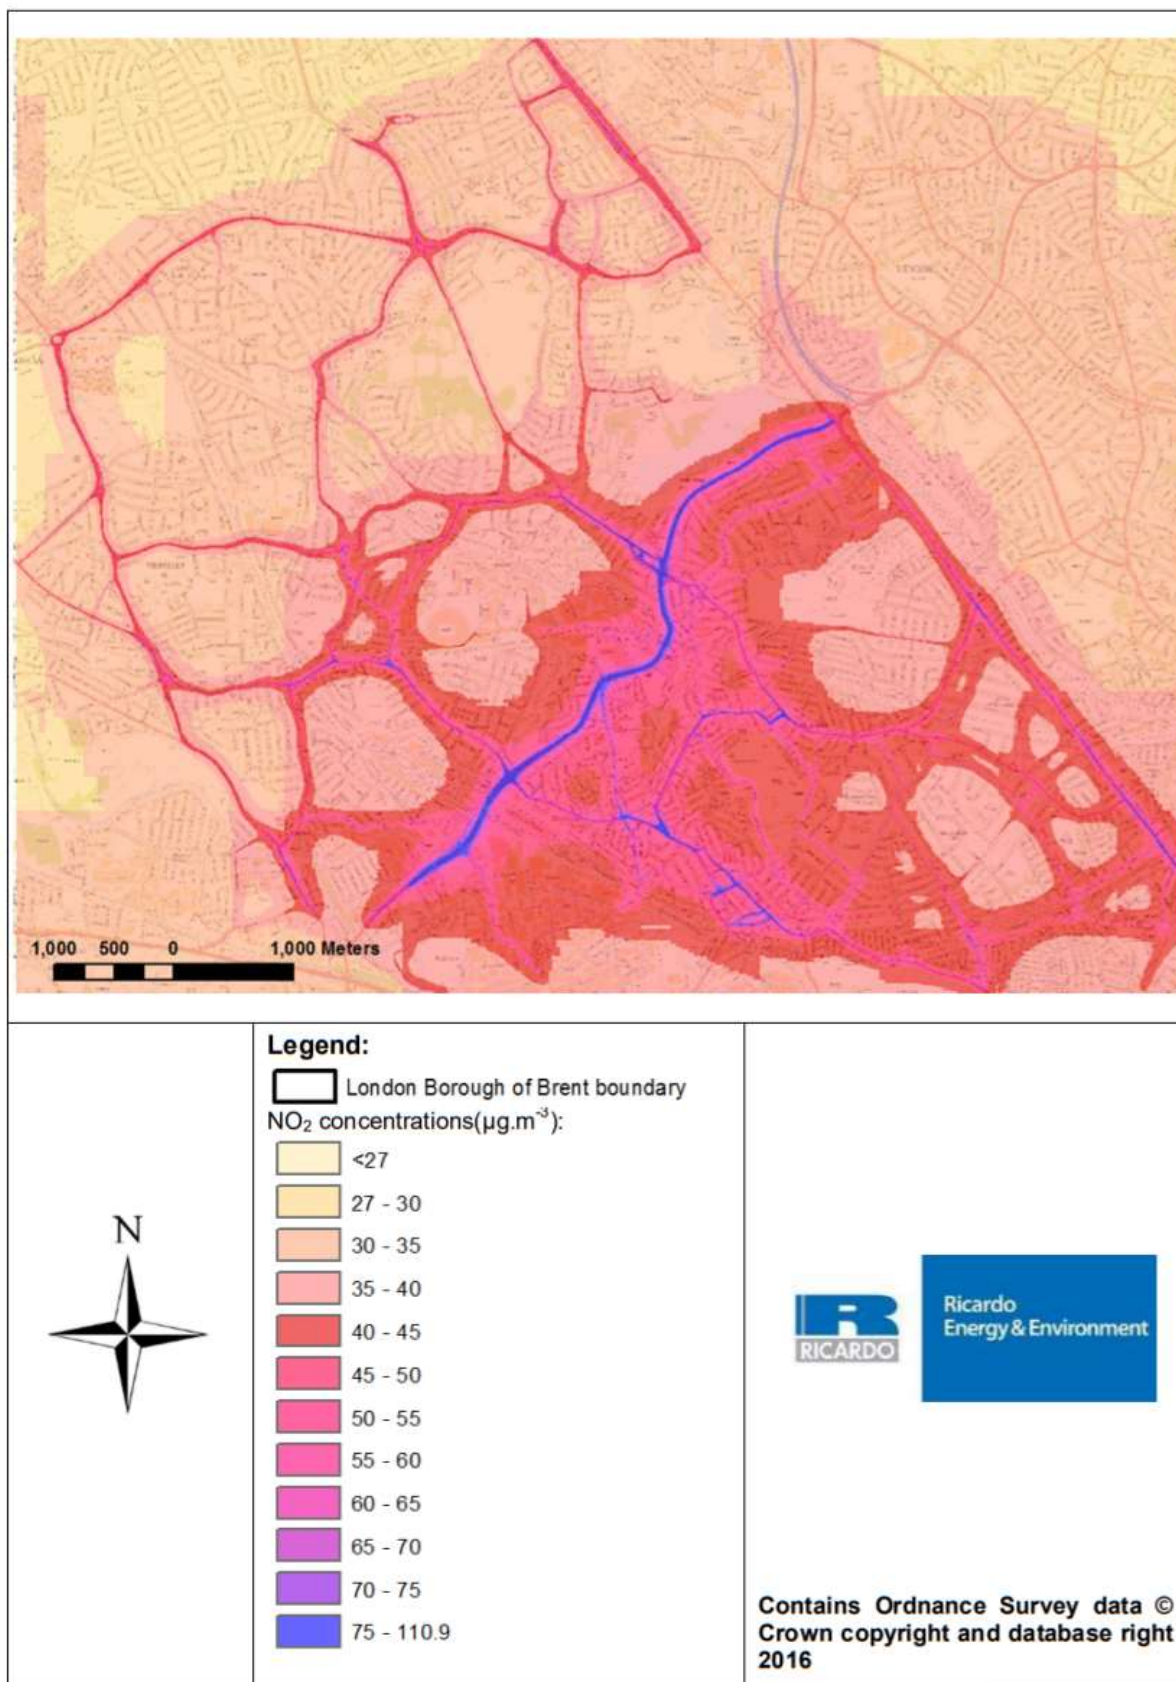 1,000 500 0 1,000 Meters
Legend:
London Borough of Brent boundary
NO₂ concentrations(µg.m⁻³):
<27
27 - 30
30 - 35
35 - 40
40 - 45
45 - 50
50 - 55
55 - 60
60 - 65
65 - 70
70 - 75
75 - 110.9
N
RICARDO
Ricardo
Energy & Environment
Contains Ordnance Survey data ©
Crown copyright and database right
2016